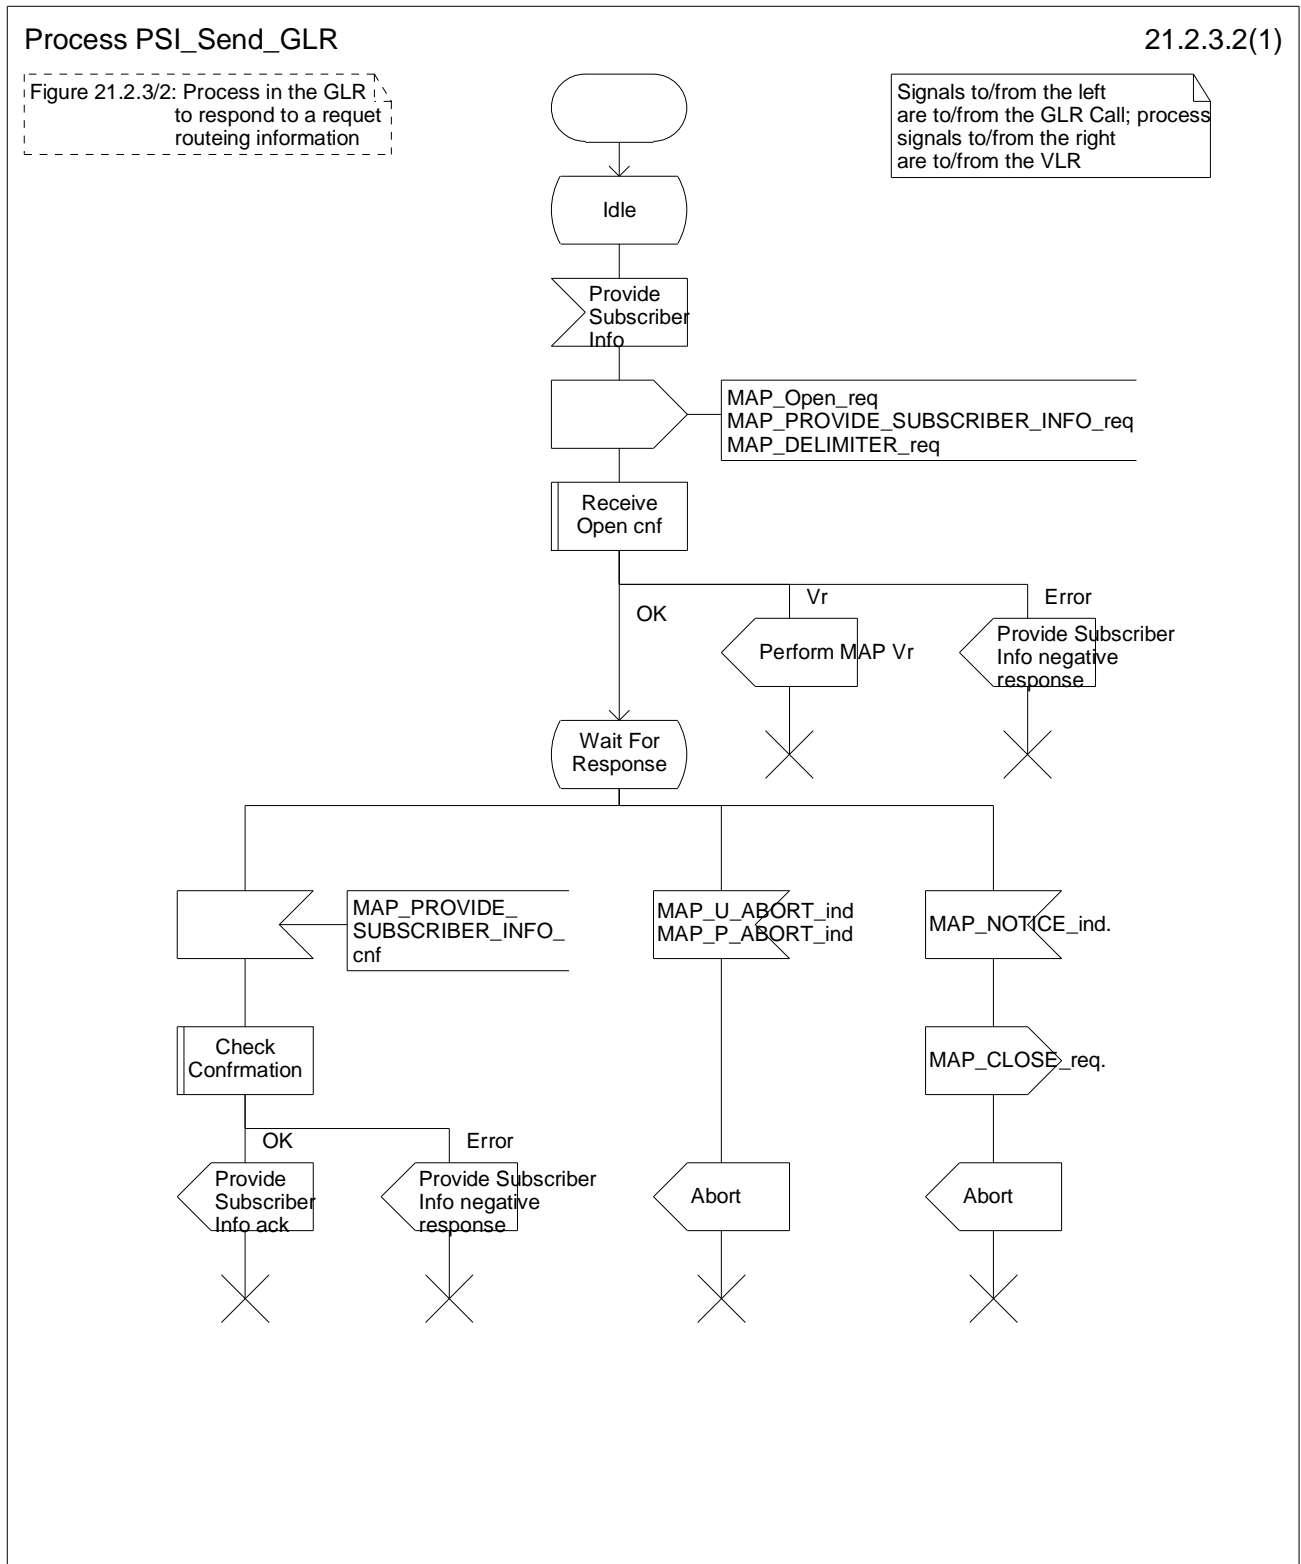 Process PSI_Send_GLR
21.2.3.2(1)
Figure 21.2.3/2: Process in the GLR
to respond to a requet
routeing information
Signals to/from the left
are to/from the GLR Call; process
signals to/from the right
are to/from the VLR
Idle
Provide
Subscriber
Info
MAP_Open_req
MAP_PROVIDE_SUBSCRIBER_INFO_req
MAP_DELIMITER_req
Receive
Open cnf
OK
Vr
Error
Perform MAP Vr
Provide Subscriber
Info negative
response
Wait For
Response
MAP_PROVIDE_
SUBSCRIBER_INFO_
cnf
MAP_U_ABORT_ind
MAP_P_ABORT_ind
MAP_NOTICE_ind.
Check
Confrmation
MAP_CLOSE_req.
OK
Error
Provide
Subscriber
Info ack
Provide Subscriber
Info negative
response
Abort
Abort